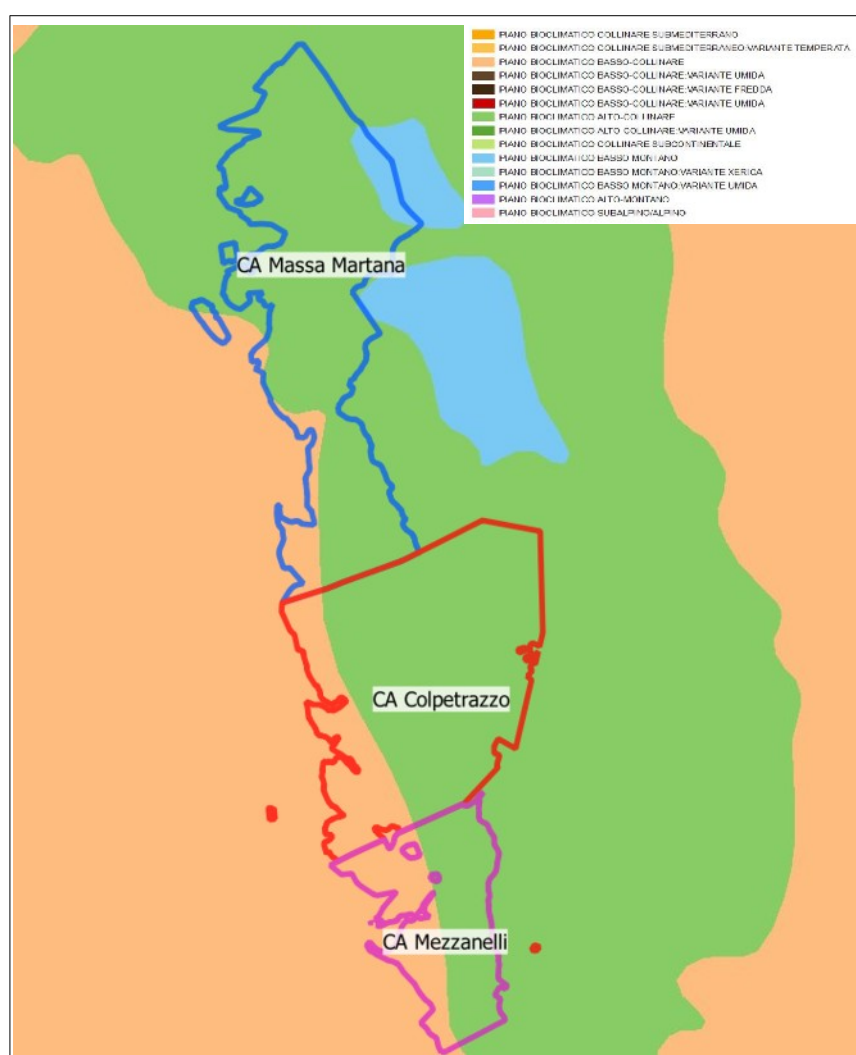 PIANO BIOCLIMATICO COLLINARE SUBMEDITERRANO
PIANO BIOCLIMATICO COLLINARE SUBMEDITERRANEO:VARIANTE TEMPERATA
PIANO BIOCLIMATICO BASSO-COLLINARE
PIANO BIOCLIMATICO BASSO-COLLINARE:VARIANTE UMIDA
PIANO BIOCLIMATICO BASSO-COLLINARE:VARIANTE FREDDA
PIANO BIOCLIMATICO BASSO-COLLINARE:VARIANTE UMIDA
PIANO BIOCLIMATICO ALTO-COLLINARE
PIANO BIOCLIMATICO ALTO-COLLINARE:VARIANTE UMIDA
PIANO BIOCLIMATICO COLLINARE SUBCONTINENTALE
PIANO BIOCLIMATICO BASSO MONTANO
PIANO BIOCLIMATICO BASSO MONTANO:VARIANTE XERICA
PIANO BIOCLIMATICO BASSO MONTANO:VARIANTE UMIDA
PIANO BIOCLIMATICO ALTO-MONTANO
PIANO BIOCLIMATICO SUBALPINO/ALPINO
CA Massa Martana
CA Colpetrazzo
CA Mezzanelli